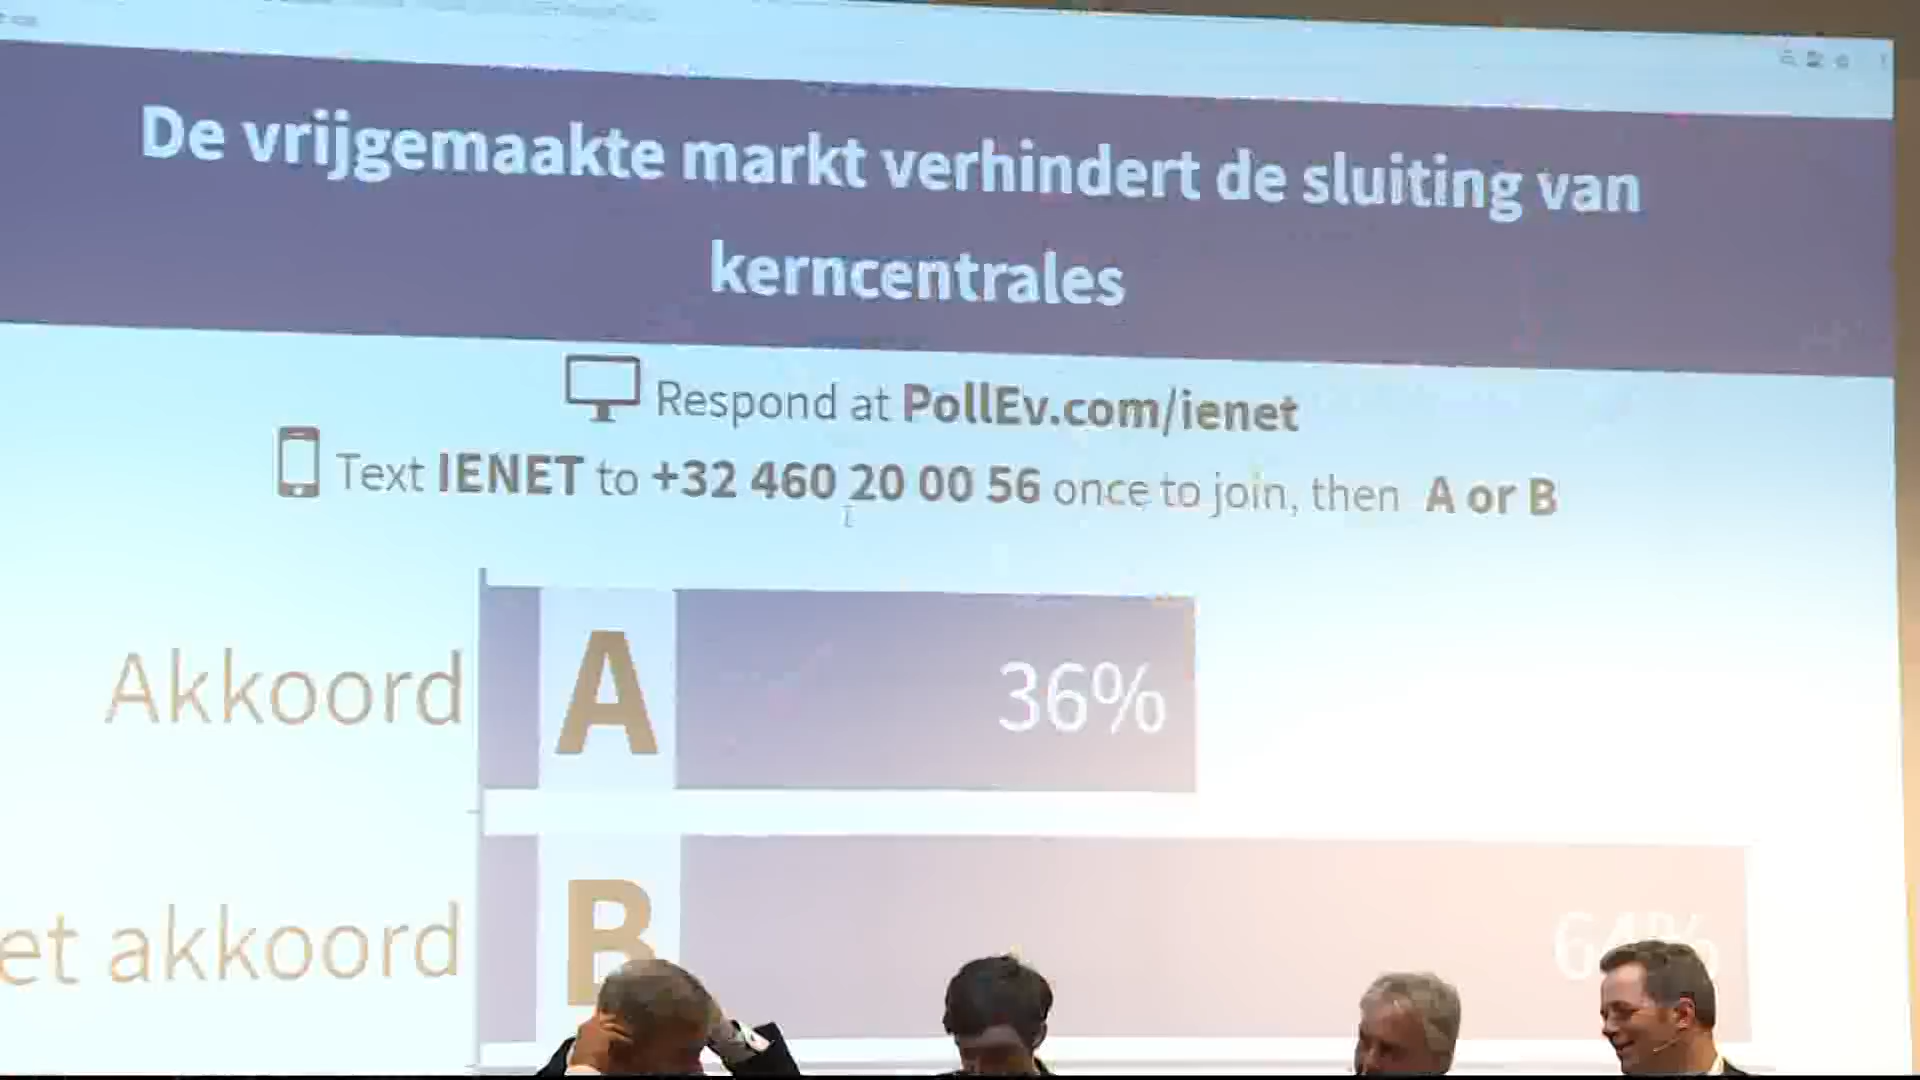 De vrijgemaakte markt verhindert de sluiting van
kerncentrales
Respond at PollEv.com/ienet
Text IENET to +32 460 20 00 56 once to join, then A or B
Akkoord A 36%
et akkoord B 64%